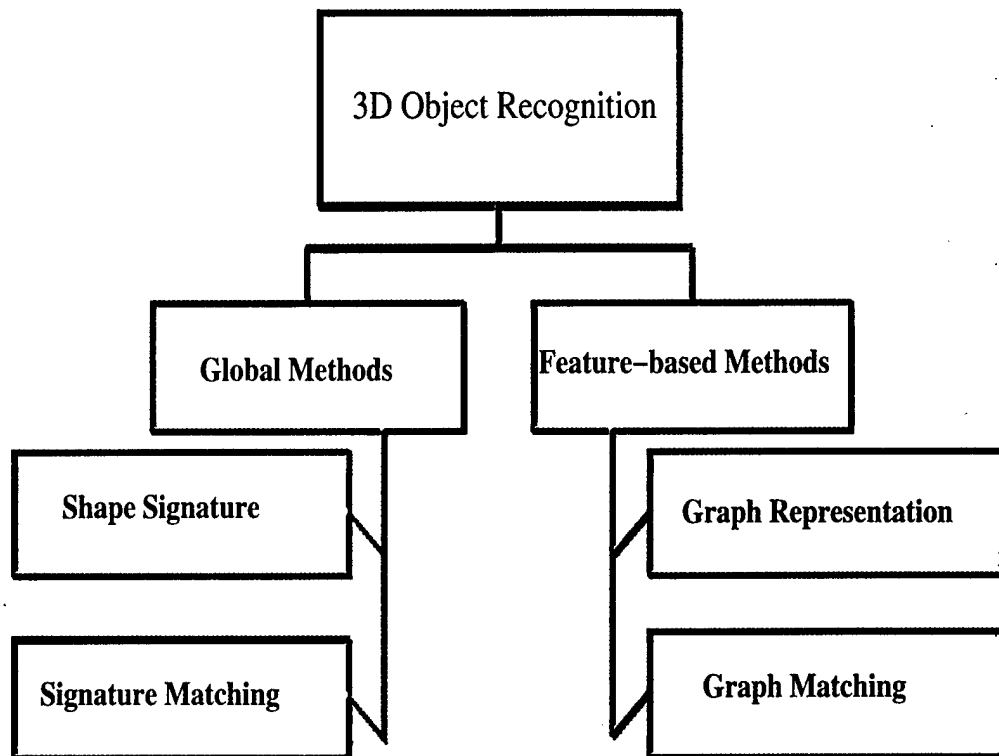 3D Object Recognition
Global Methods
Feature–based Methods
Shape Signature
Graph Representation
Signature Matching
Graph Matching